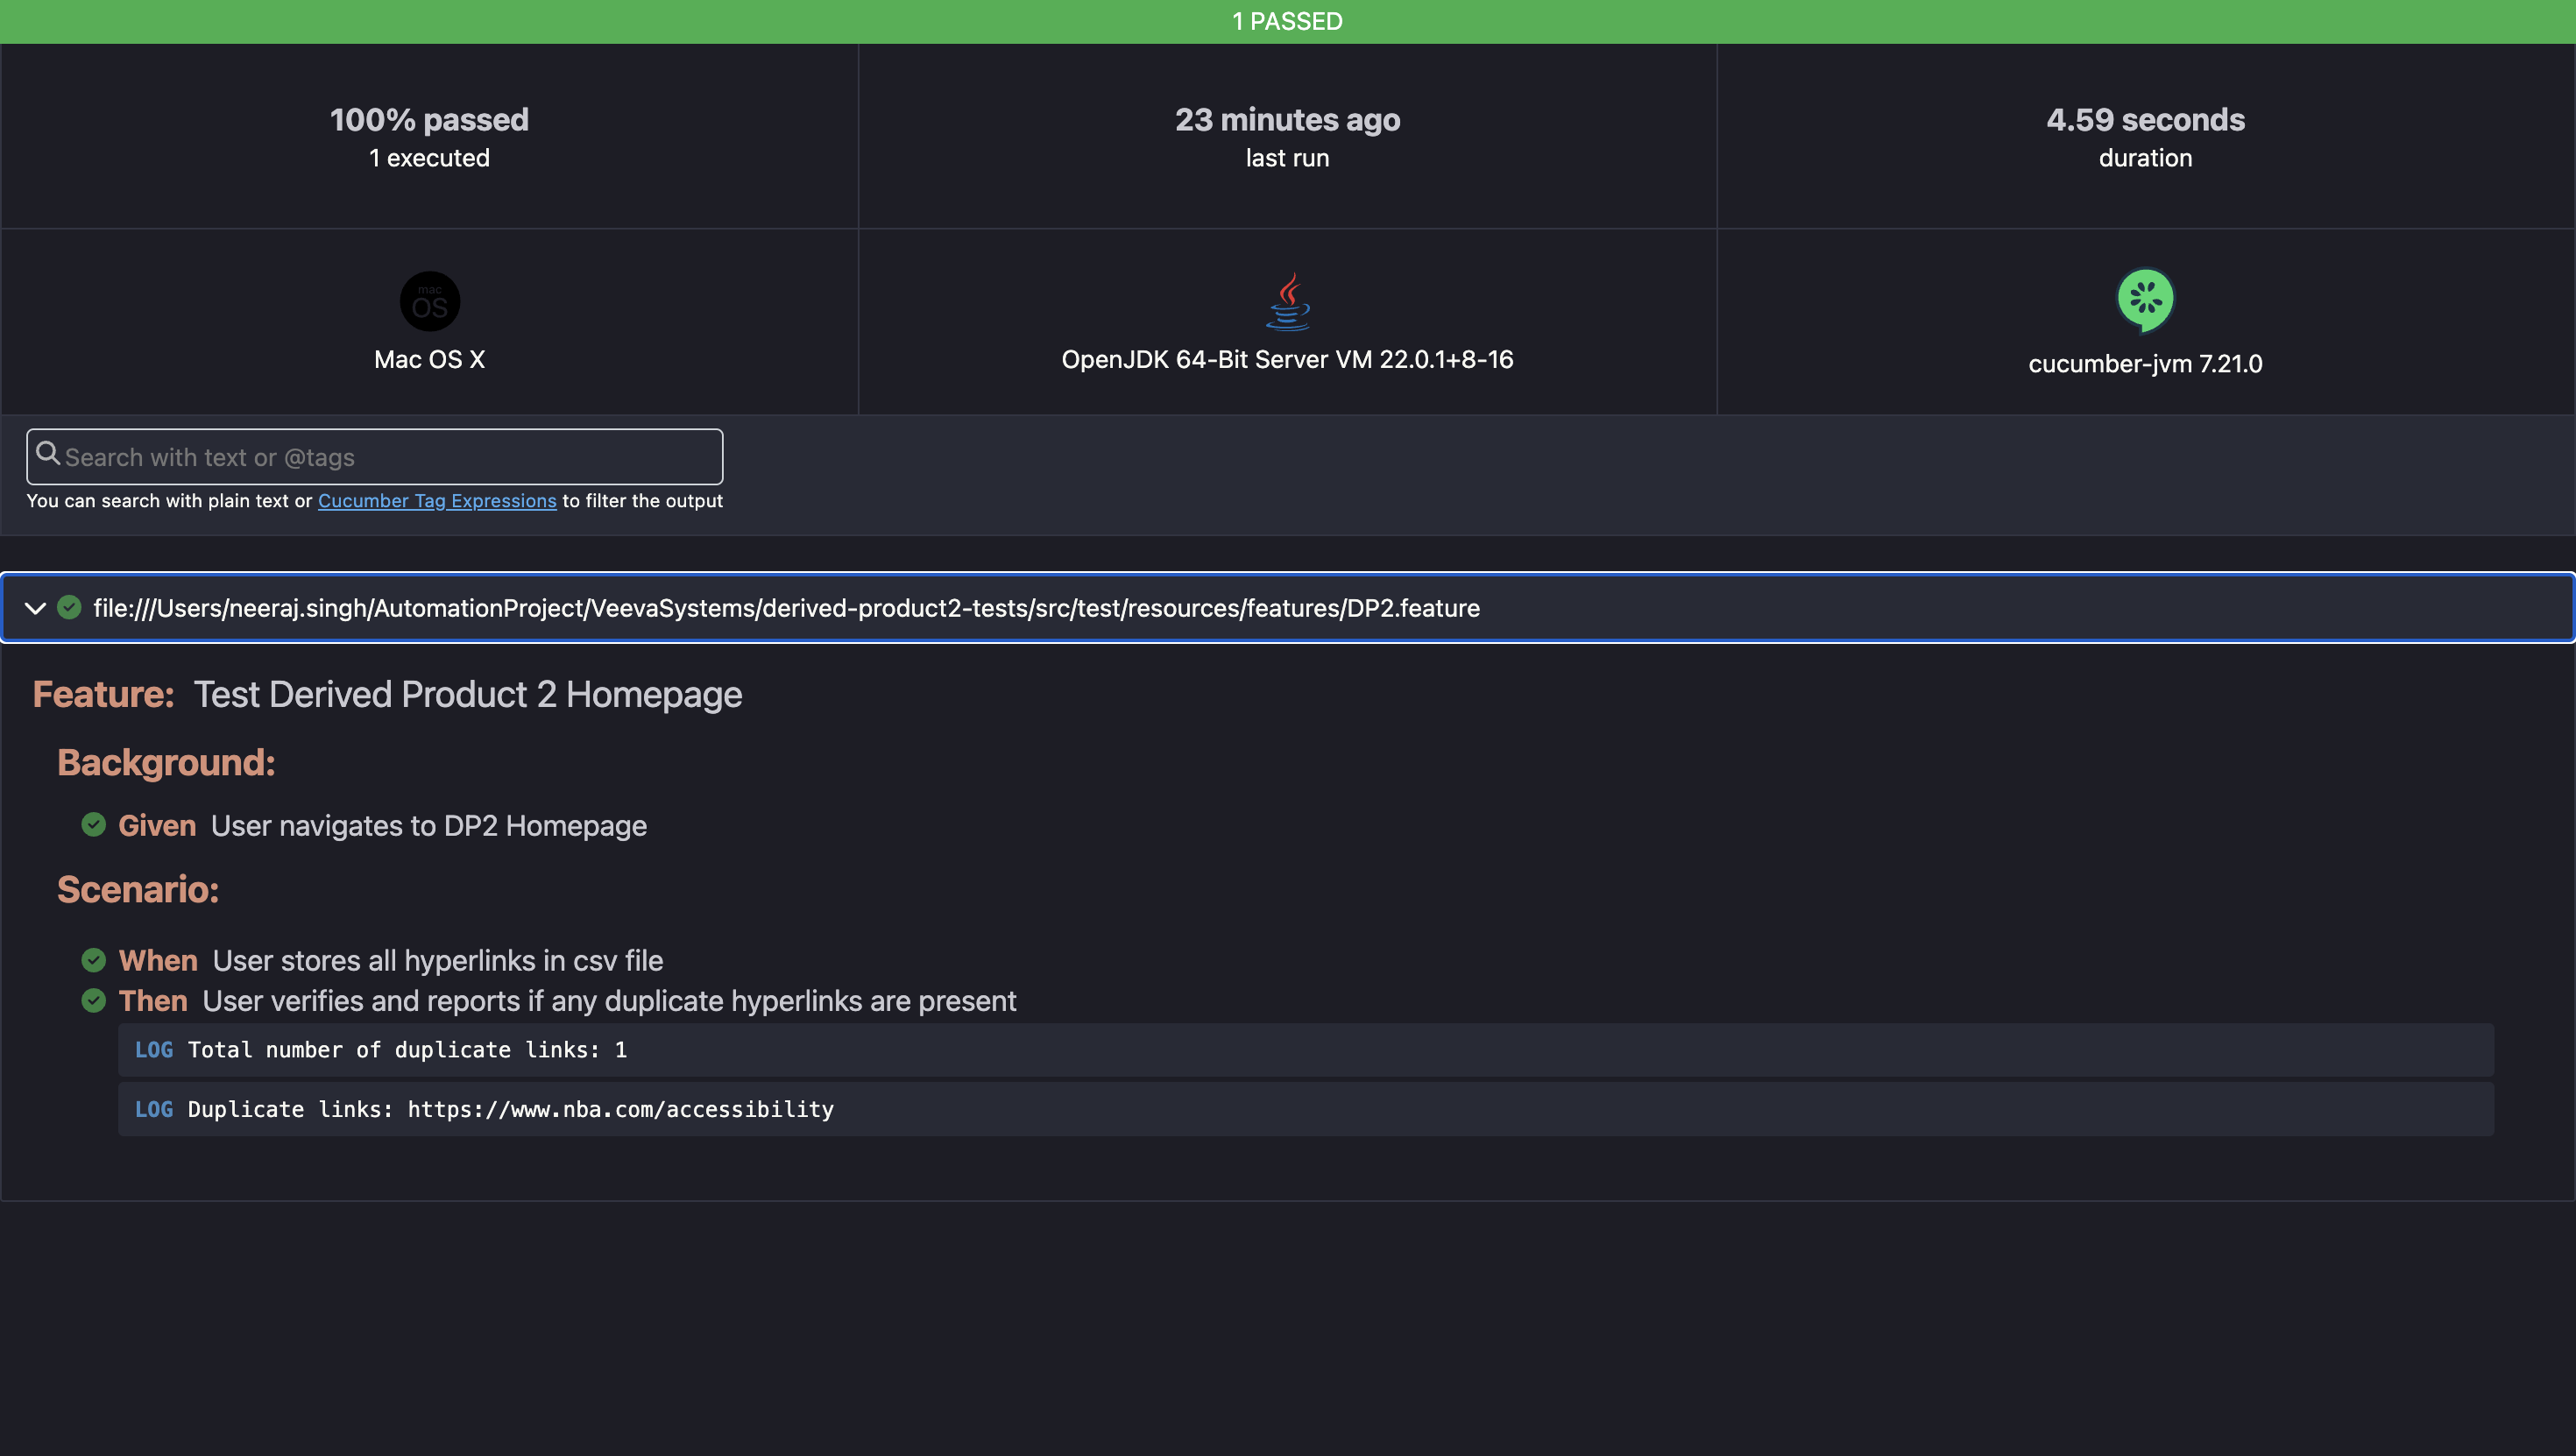 1 PASSED
100% passed
1 executed
23 minutes ago
last run
4.59 seconds
duration
mac
OS
Mac OS X
OpenJDK 64-Bit Server VM 22.0.1+8-16
cucumber-jvm 7.21.0
Search with text or @tags
You can search with plain text or Cucumber Tag Expressions to filter the output
file:///Users/neeraj.singh/AutomationProject/VeevaSystems/derived-product2-tests/src/test/resources/features/DP2.feature
Feature: Test Derived Product 2 Homepage
Background:
Given User navigates to DP2 Homepage
Scenario:
When User stores all hyperlinks in csv file
Then User verifies and reports if any duplicate hyperlinks are present
LOG Total number of duplicate links: 1
LOG Duplicate links: https://www.nba.com/accessibility